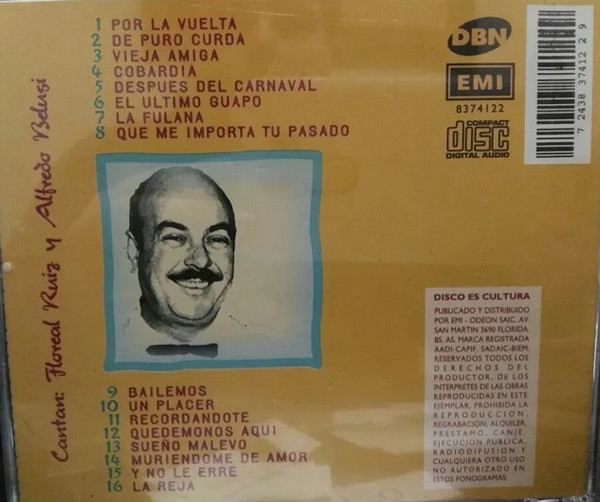 1 POR LA VUELTA
2 DE PURO CURDA
3 VIEJA AMIGA
4 COBARDIA
5 DESPUES DEL CARNAVAL
6 EL ULTIMO GUAPO
7 LA FULANA
8 QUE ME IMPORTA TU PASADO
DBN
EMI
8374122
COMPACT
disc
DIGITAL AUDIO
7 2438 37412 2 9
Cantan: Floreal Ruiz y Alfredo Belusi
9 BAILEMOS
10 UN PLACER
11 RECORDANDOTE
12 QUEDEMONOS AQUI
13 SUEÑO MALEVO
14 MURIENDOME DE AMOR
15 Y NO LE ERRE
16 LA REJA
DISCO ES CULTURA
PUBLICADO Y DISTRIBUIDO
POR EMI - ODEON SAIC. AV.
SAN MARTIN 3690 FLORIDA
BS. AS. MARCA REGISTRADA
AADI-CAPIF, SADAIC-BIEM.
RESERVADOS TODOS LOS
DERECHOS DEL
PRODUCTOR, DE LOS
INTERPRETES DE LAS OBRAS
REPRODUCIDAS EN ESTE
EJEMPLAR, PROHIBIDA LA
REPRODUCCION,
REGRABACION, ALQUILER,
PRESTAMO, CANJE,
EJECUCION PUBLICA,
RADIODIFUSION Y
CUALQUIERA OTRO USO
NO AUTORIZADO EN
ESTOS FONOGRAMAS.